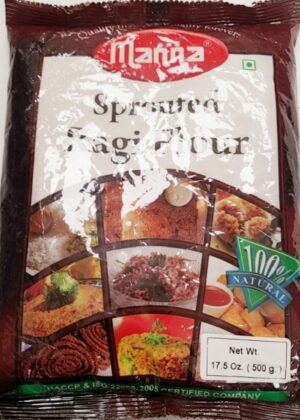 Manna
Sprouted
Ragi Flour
100%
NATURAL
Net Wt.
17.5 Oz. ( 500 g. )
HACCP & ISO 22000-2005 CERTIFIED COMPANY